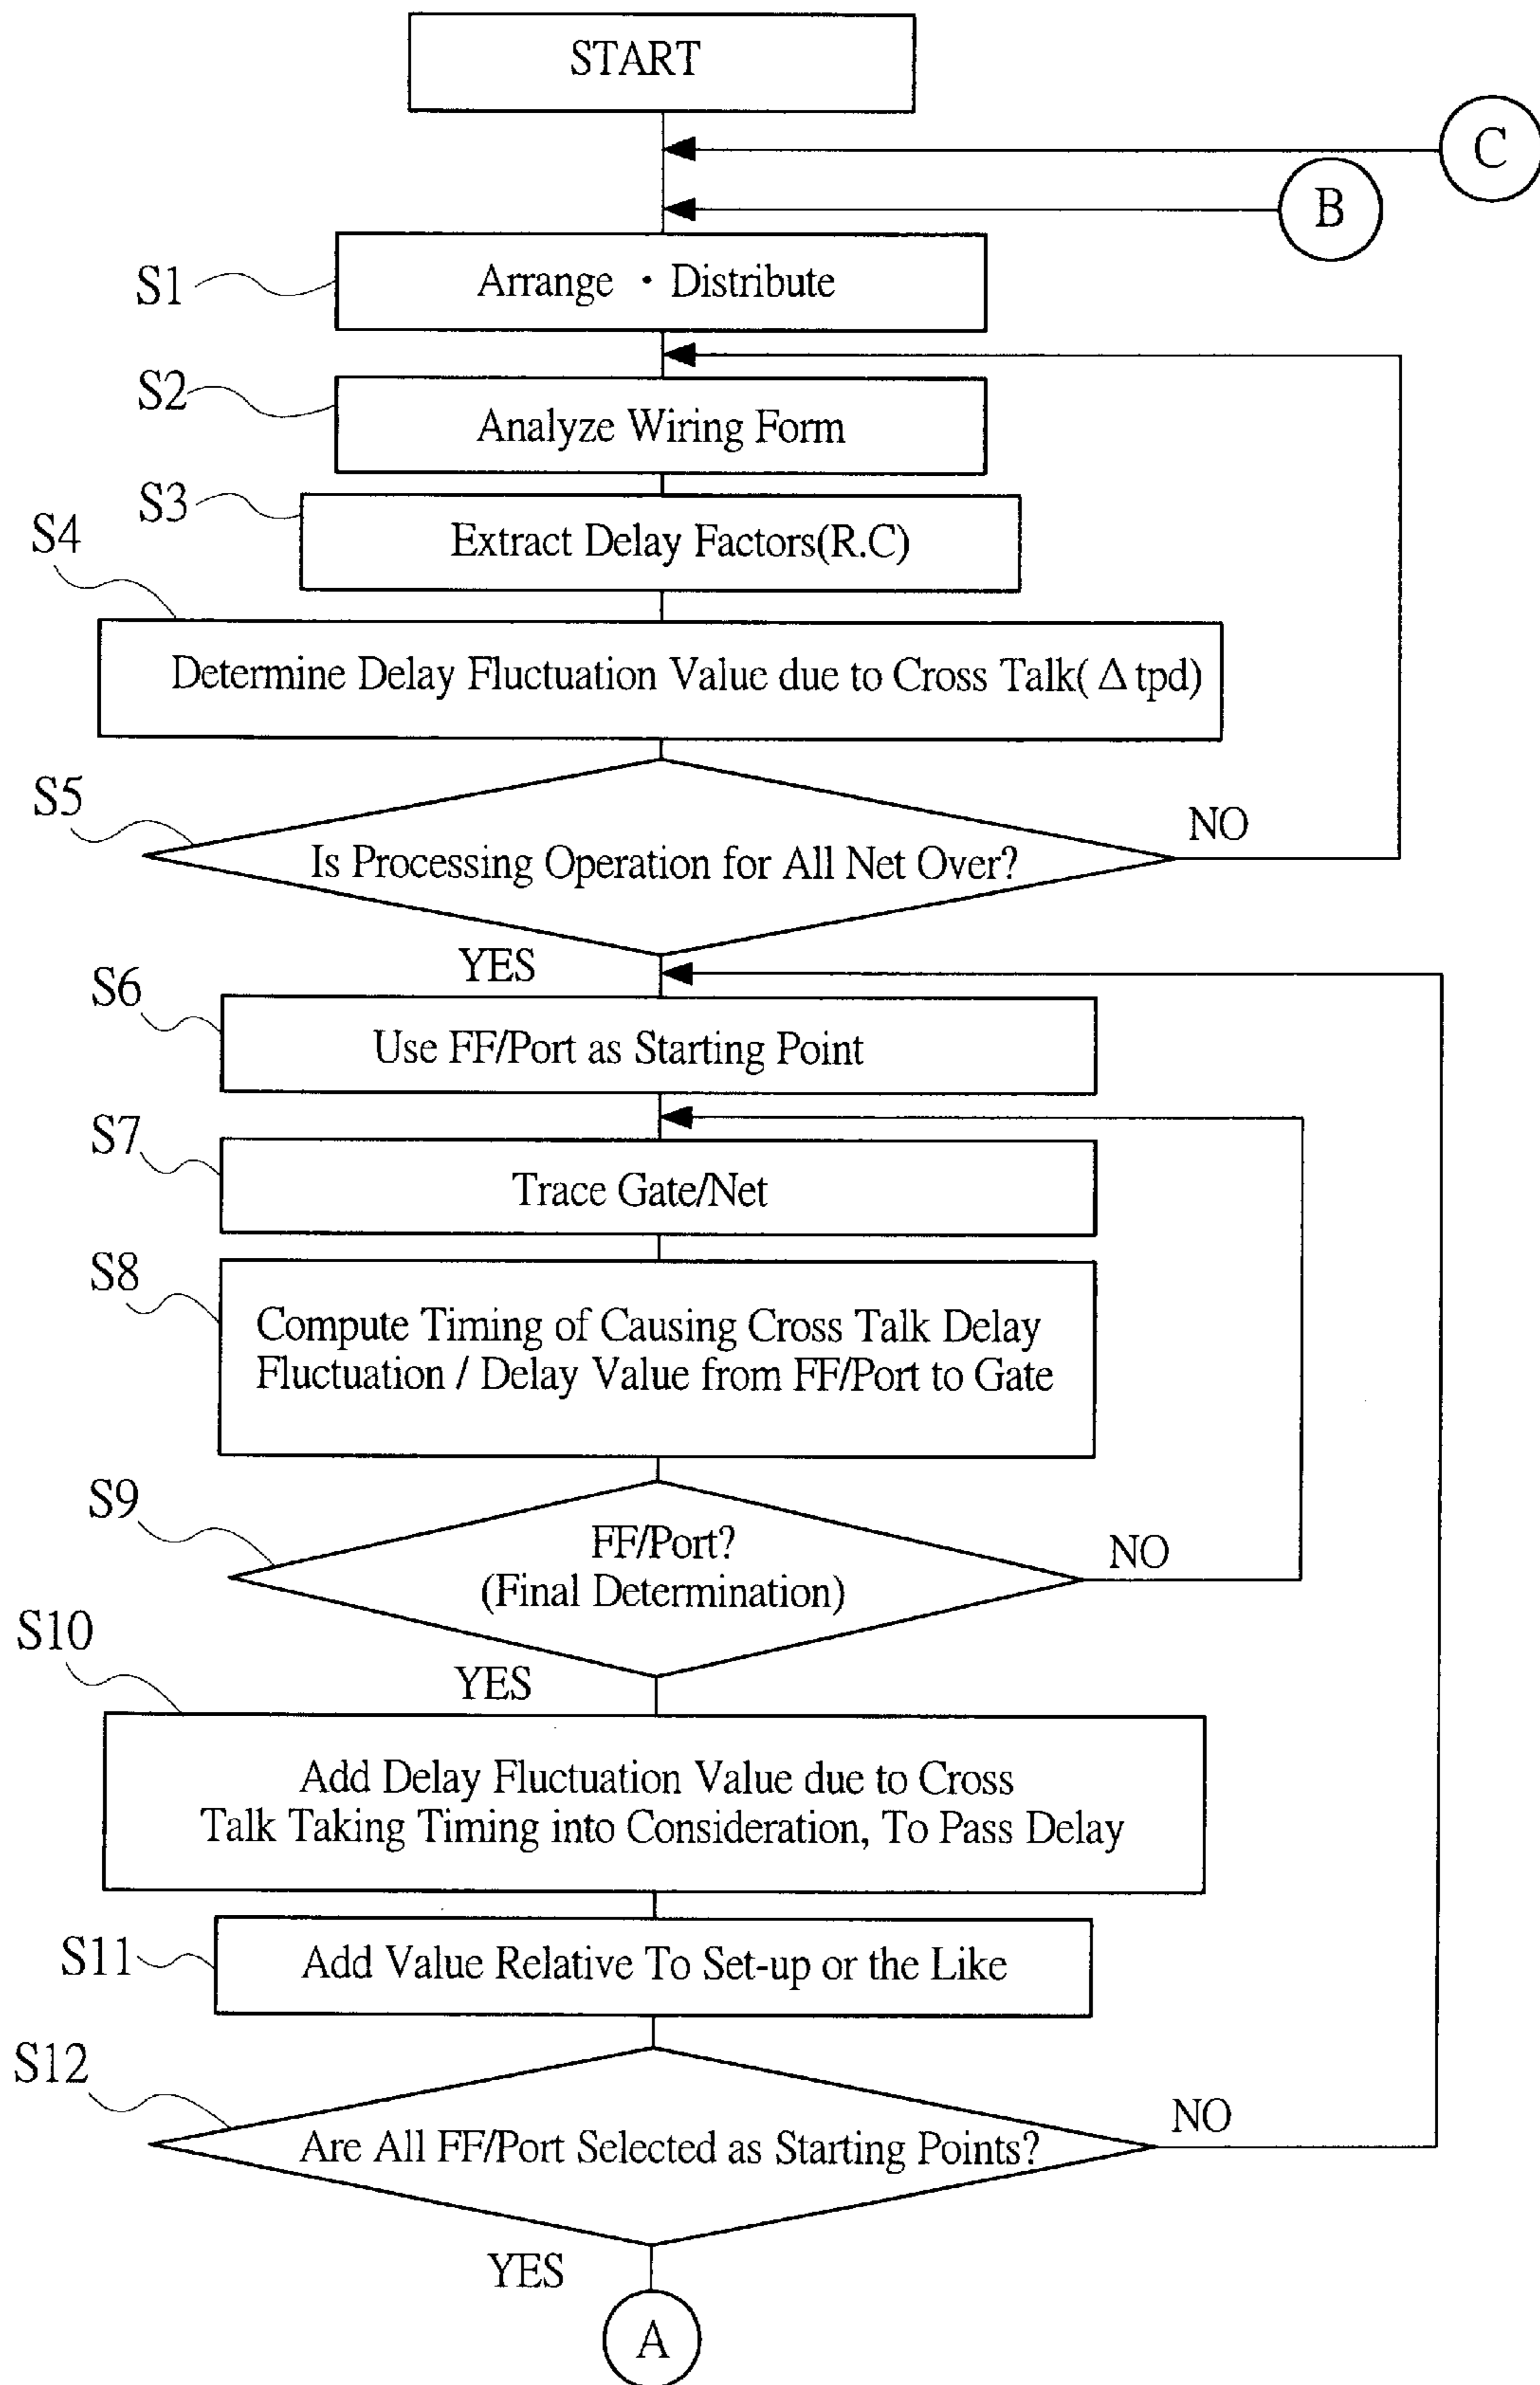 START
C
B
S1
Arrange ・ Distribute
S2
Analyze Wiring Form
S3
Extract Delay Factors(R.C)
S4
Determine Delay Fluctuation Value due to Cross Talk( Δ tpd)
S5
Is Processing Operation for All Net Over?
NO
YES
S6
Use FF/Port as Starting Point
S7
Trace Gate/Net
S8
Compute Timing of Causing Cross Talk Delay
Fluctuation / Delay Value from FF/Port to Gate
S9
FF/Port?
(Final Determination)
NO
YES
S10
Add Delay Fluctuation Value due to Cross
Talk Taking Timing into Consideration, To Pass Delay
S11
Add Value Relative To Set-up or the Like
S12
Are All FF/Port Selected as Starting Points?
NO
YES
A